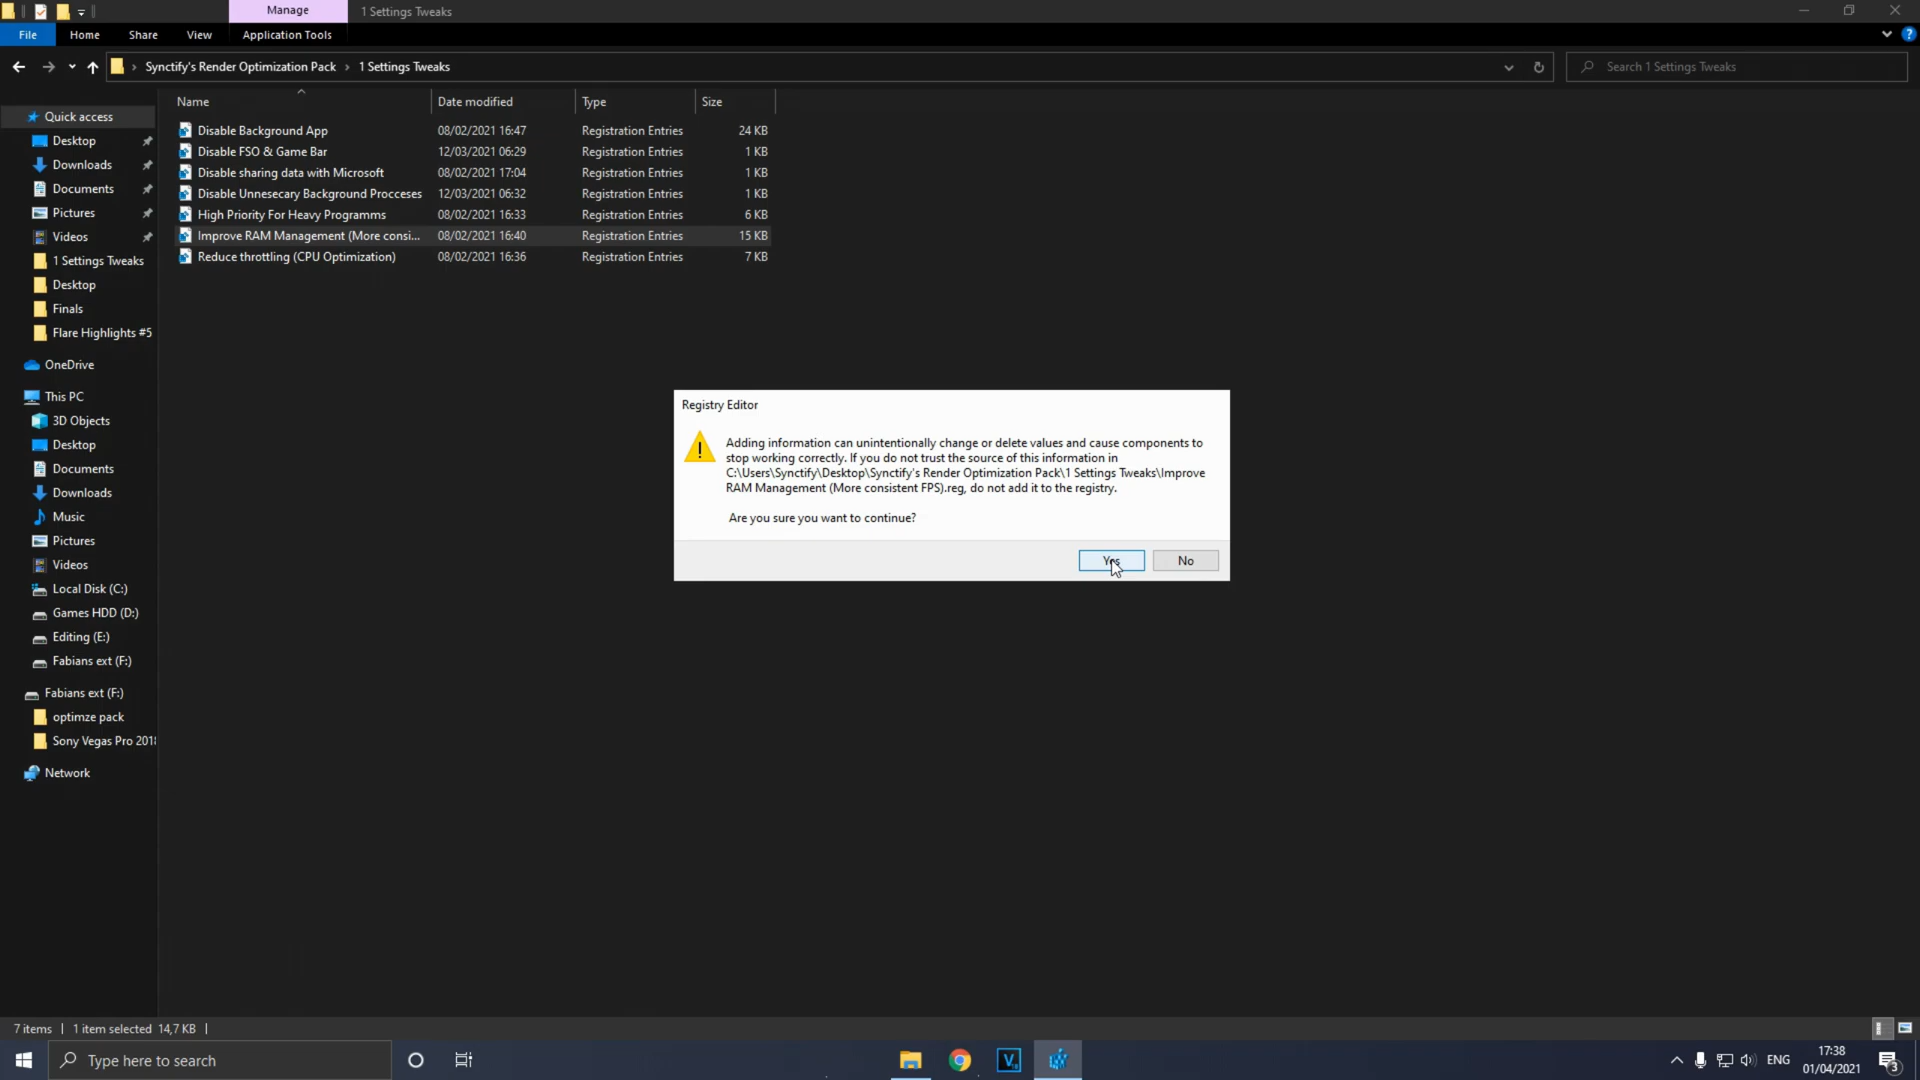 Manage
1 Settings Tweaks
File
Home
Share
View
Application Tools
Synctify's Render Optimization Pack
1 Settings Tweaks
Search 1 Settings Tweaks
Name
Date modified
Type
Size
Disable Background App 08/02/2021 16:47 Registration Entries 24 KB
Disable FSO & Game Bar 12/03/2021 06:29 Registration Entries 1 KB
Disable sharing data with Microsoft 08/02/2021 17:04 Registration Entries 1 KB
Disable Unnesecary Background Procceses 12/03/2021 06:32 Registration Entries 1 KB
High Priority For Heavy Programms 08/02/2021 16:33 Registration Entries 6 KB
Improve RAM Management (More consi... 08/02/2021 16:40 Registration Entries 15 KB
Reduce throttling (CPU Optimization) 08/02/2021 16:36 Registration Entries 7 KB
Quick access
Desktop
Downloads
Documents
Pictures
Videos
1 Settings Tweaks
Desktop
Finals
Flare Highlights #5
OneDrive
This PC
3D Objects
Desktop
Documents
Downloads
Music
Pictures
Videos
Local Disk (C:)
Games HDD (D:)
Editing (E:)
Fabians ext (F:)
Fabians ext (F:)
optimze pack
Sony Vegas Pro 2018
Network
Registry Editor
Adding information can unintentionally change or delete values and cause components to
stop working correctly. If you do not trust the source of this information in
C:\Users\Synctify\Desktop\Synctify's Render Optimization Pack\1 Settings Tweaks\Improve
RAM Management (More consistent FPS).reg, do not add it to the registry.
Are you sure you want to continue?
Yes
No
7 items
1 item selected 14,7 KB
Type here to search
V
ENG
17:38
01/04/2021
3